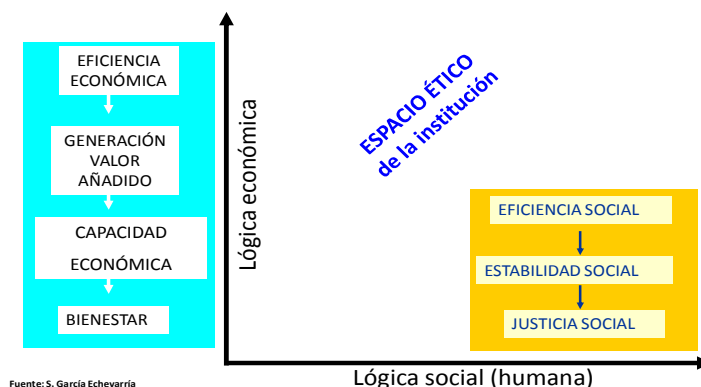 EFICIENCIA
ECONÓMICA
GENERACIÓN
VALOR
AÑADIDO
CAPACIDAD
ECONÓMICA
BIENESTAR
Lógica económica
ESPACIO ÉTICO
de la institución
EFICIENCIA SOCIAL
ESTABILIDAD SOCIAL
JUSTICIA SOCIAL
Lógica social (humana)
Fuente: S. García Echevarría